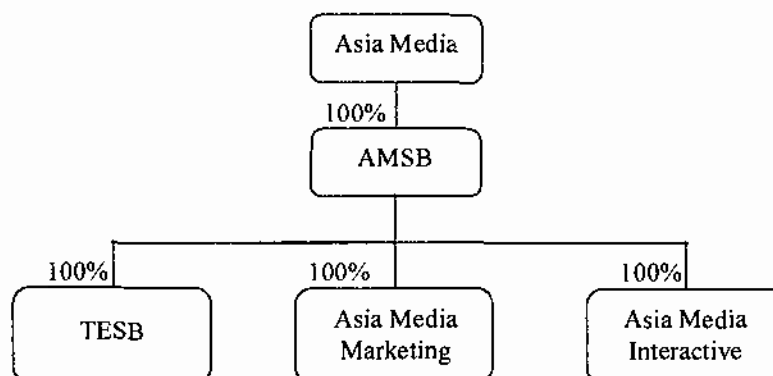 Asia Media
100%
AMSB
100%
100%
100%
TESB
Asia Media
Marketing
Asia Media
Interactive